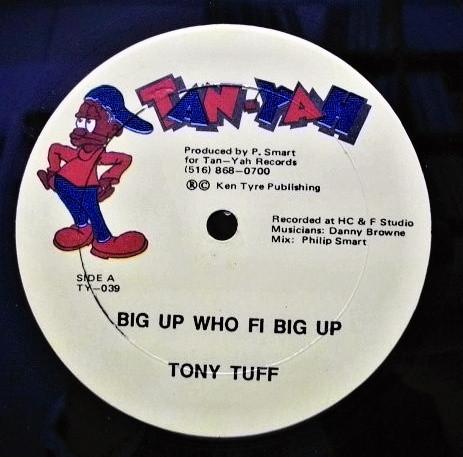 TAN-YAH
Produced by P. Smart
for Tan-Yah Records
(516) 868-0700
®© Ken Tyre Publishing
Recorded at HC & F Studio
Musicians: Danny Browne
Mix: Philip Smart
SIDE A
TY-039
BIG UP WHO FI BIG UP
TONY TUFF